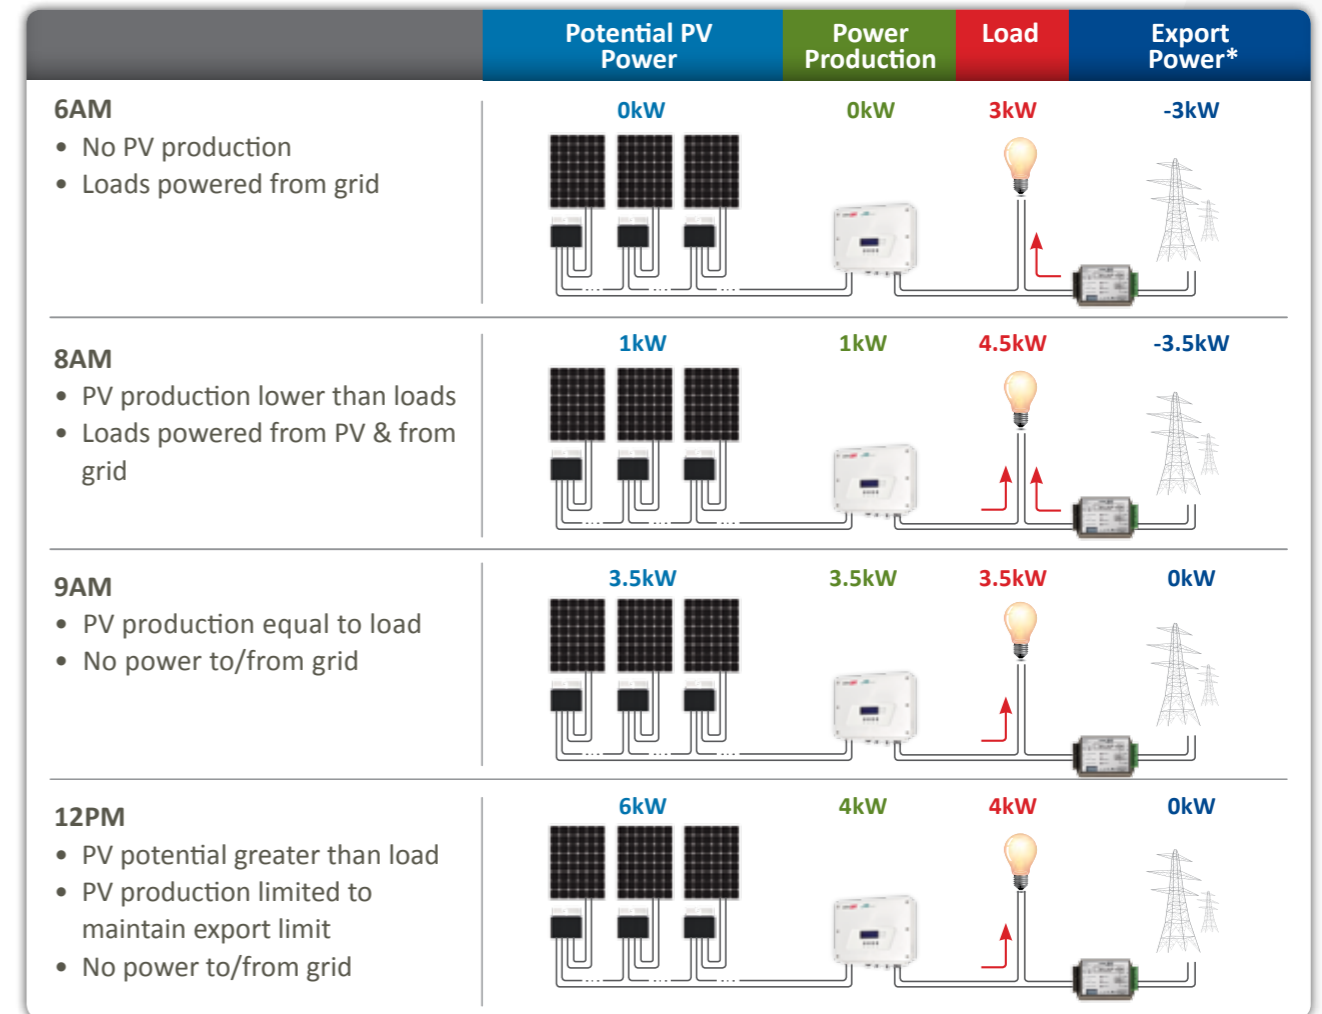 Potential PV
Power
Power
Production
Load
Export
Power*
6AM
0kW
0kW
3kW
-3kW
• No PV production
• Loads powered from grid
8AM
1kW
1kW
4.5kW
-3.5kW
• PV production lower than loads
• Loads powered from PV & from
grid
9AM
3.5kW
3.5kW
3.5kW
0kW
• PV production equal to load
• No power to/from grid
12PM
6kW
4kW
4kW
0kW
• PV potential greater than load
• PV production limited to
maintain export limit
• No power to/from grid